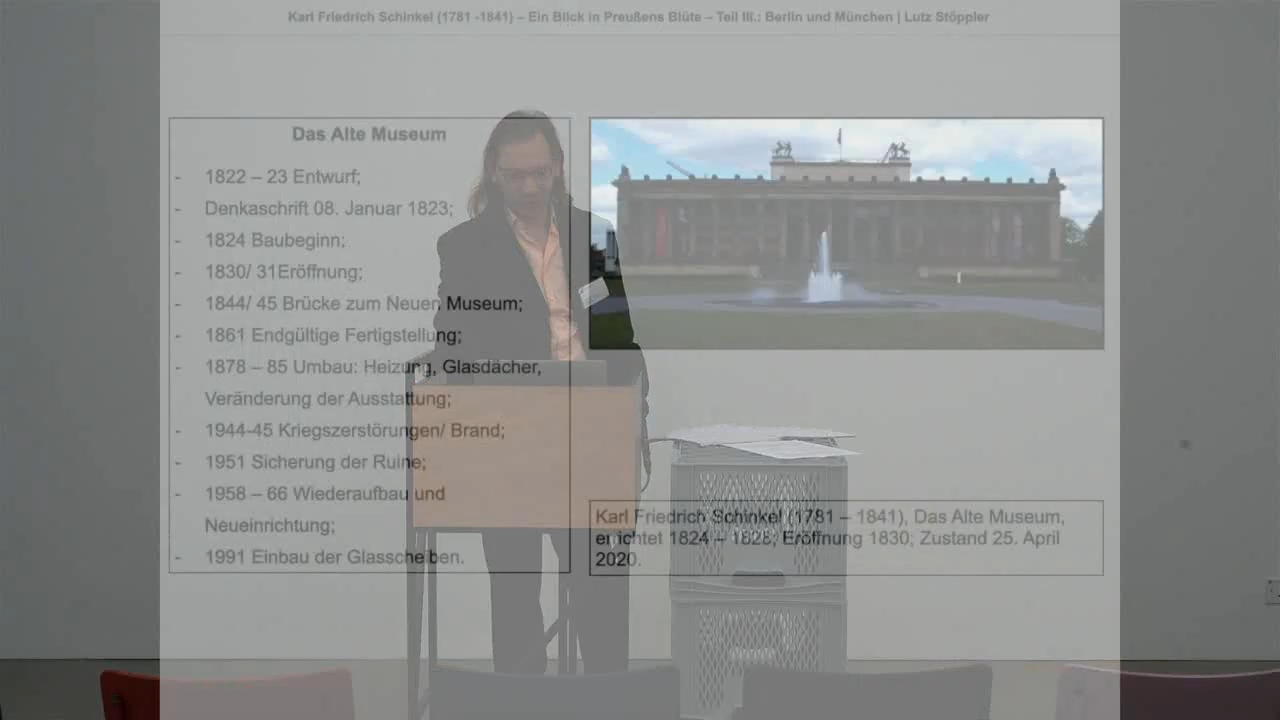 Karl Friedrich Schinkel (1781 -1841) – Ein Blick in Preußens Blüte – Teil III.: Berlin und München | Lutz Stöppler
Das Alte Museum
- 1822 – 23 Entwurf;
- Denkaschrift 08. Januar 1823;
- 1824 Baubeginn;
- 1830/ 31Eröffnung;
- 1844/ 45 Brücke zum Neuen Museum;
- 1861 Endgültige Fertigstellung;
- 1878 – 85 Umbau: Heizung, Glasdächer,
Veränderung der Ausstattung;
- 1944-45 Kriegszerstörungen/ Brand;
- 1951 Sicherung der Ruine;
- 1958 – 66 Wiederaufbau und
Neueinrichtung;
- 1991 Einbau der Glasscheiben.
Karl Friedrich Schinkel (1781 – 1841), Das Alte Museum,
errichtet 1824 – 1828; Eröffnung 1830; Zustand 25. April
2020.